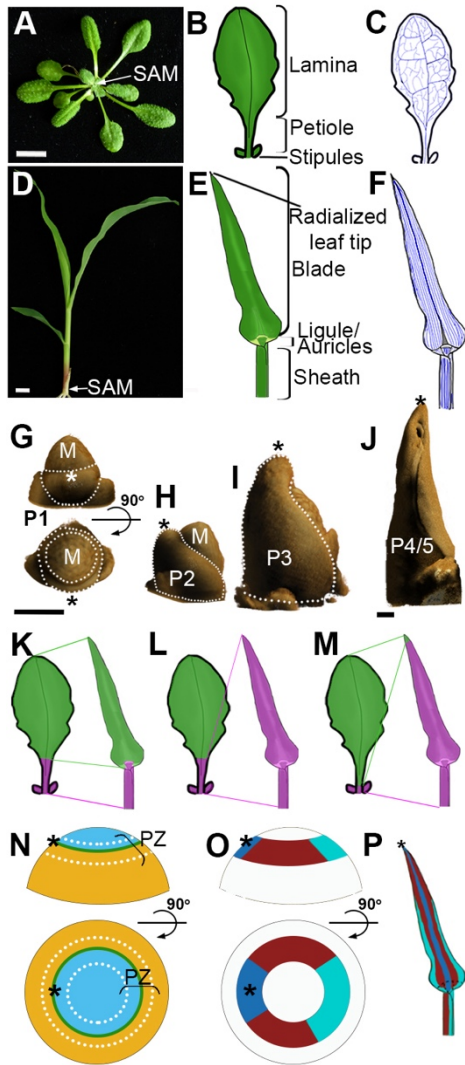 A
SAM
B
Lamina
Petiole
Stipules
C
D
SAM
E
Radialized
leaf tip
Blade
Ligule/
Auricles
Sheath
F
G
M
*
P1
90°
M
*
H
*
M
P2
I
*
P3
J
*
P4/5
K
L
M
N
*
PZ
90°
*
PZ
O
*
90°
*
P
*